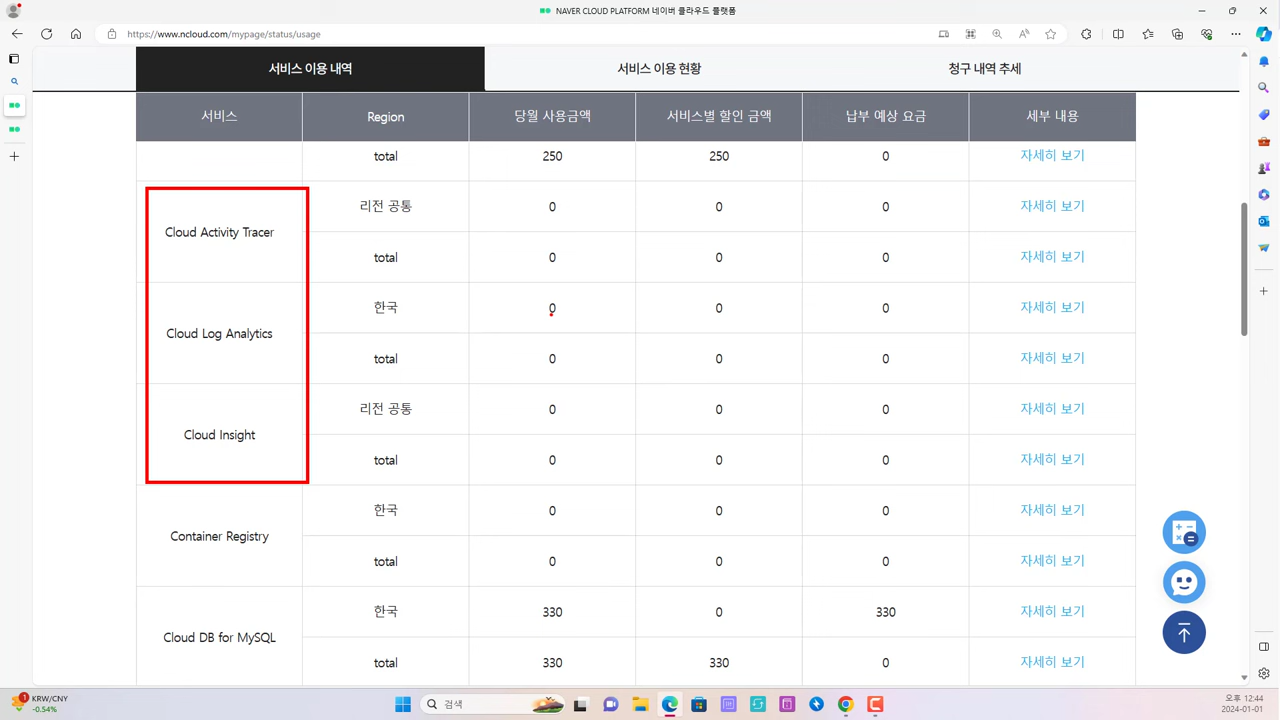 NAVER CLOUD PLATFORM 네이버 클라우드 플랫폼
https://www.ncloud.com/mypage/status/usage
서비스 이용 내역 서비스 이용 현황 청구 내역 추세
서비스 Region 당월 사용금액 서비스별 할인 금액 납부 예상 요금 세부 내용
total 250 250 0 자세히 보기
리전 공통 0 0 0 자세히 보기
Cloud Activity Tracer
total 0 0 0 자세히 보기
한국 0 0 0 자세히 보기
Cloud Log Analytics
total 0 0 0 자세히 보기
리전 공통 0 0 0 자세히 보기
Cloud Insight
total 0 0 0 자세히 보기
한국 0 0 0 자세히 보기
Container Registry
total 0 0 0 자세히 보기
한국 330 0 330 자세히 보기
Cloud DB for MySQL
total 330 330 0 자세히 보기
1 KRW/CNY
-0.54%
검색
오후 12:44
2024-01-01